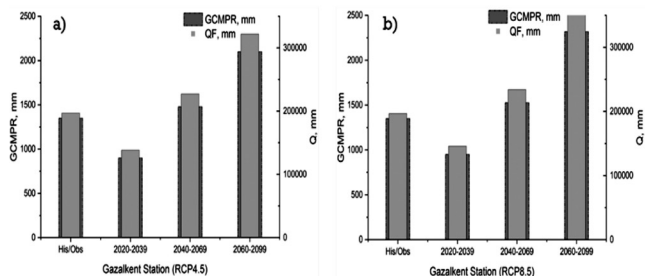 a)
GCMPR, mm
QF, mm
2500
2000
1500
1000
500
0
GCMPR, mm
300000
200000
100000
0
Q, mm
His/Obs 2020-2039 2040-2069 2060-2099
Gazalkent Station (RCP4.5)
b)
GCMPR, mm
QF, mm
2500
2000
1500
1000
500
0
GCMPR, mm
300000
200000
100000
0
Q, mm
His/Obs 2020-2039 2040-2069 2060-2099
Gazalkent Station (RCP8.5)